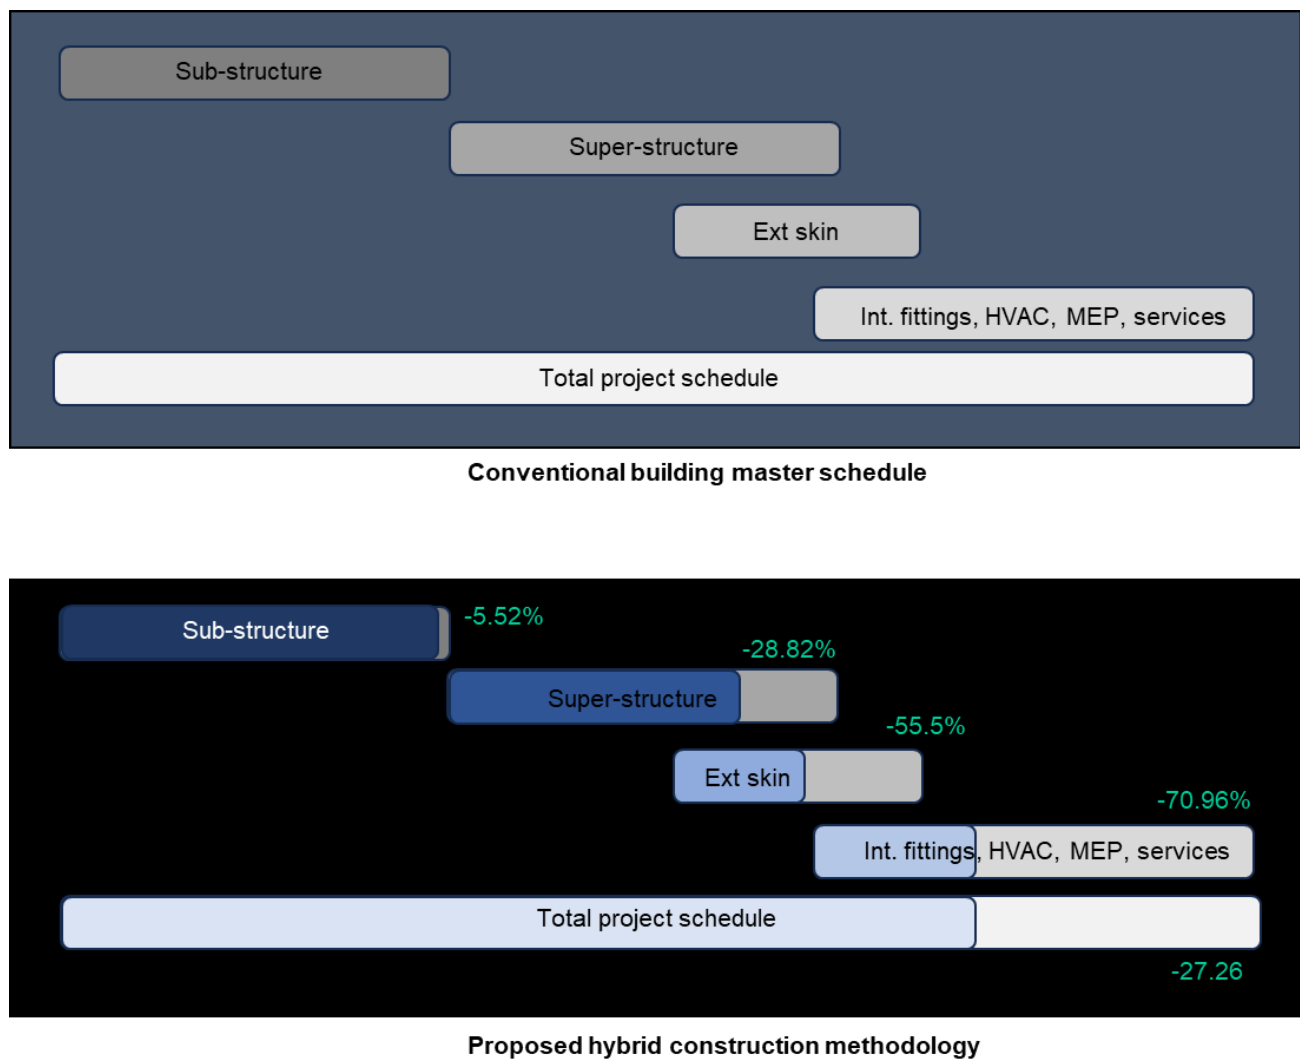 Sub-structure
Super-structure
Ext skin
Int. fittings, HVAC, MEP, services
Total project schedule
Conventional building master schedule
Sub-structure
-5.52%
-28.82%
Super-structure
-55.5%
Ext skin
-70.96%
Int. fittings, HVAC, MEP, services
Total project schedule
-27.26
Proposed hybrid construction methodology